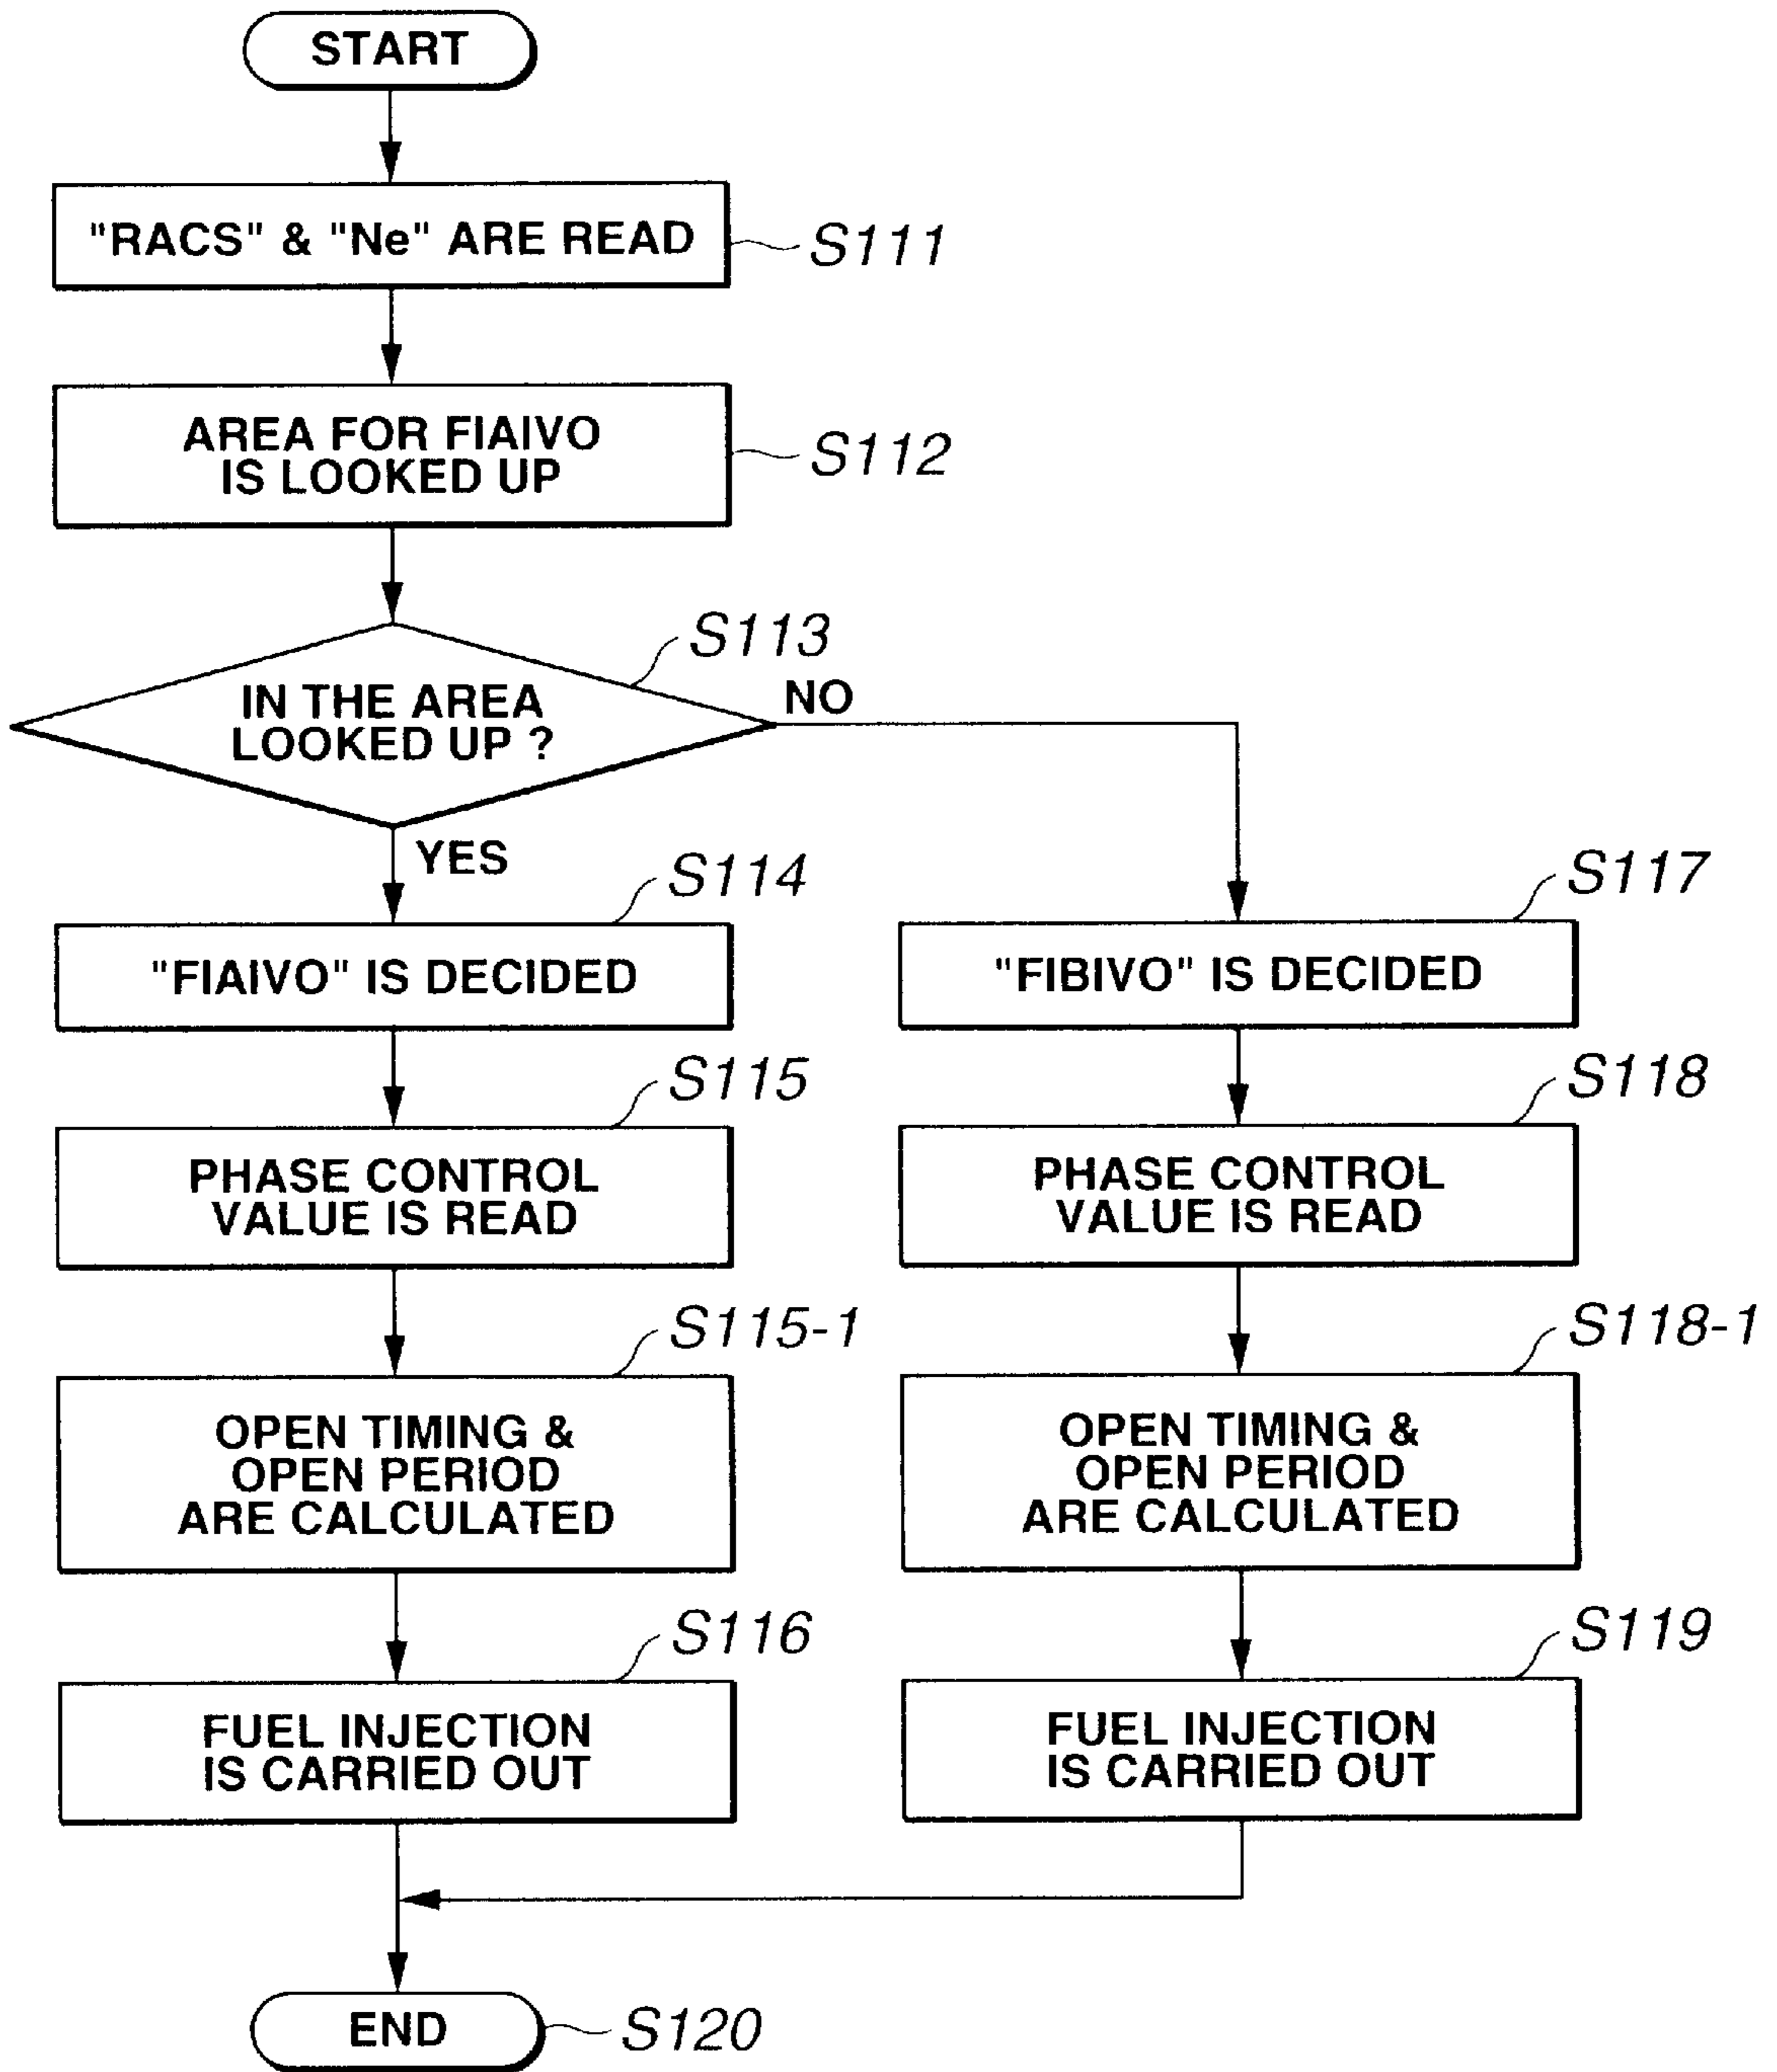 START
"RACS" & "Ne" ARE READ
S111
AREA FOR FIAIVO
IS LOOKED UP
S112
S113
IN THE AREA
LOOKED UP ?
NO
YES
S114
"FIAIVO" IS DECIDED
S115
PHASE CONTROL
VALUE IS READ
S115-1
OPEN TIMING &
OPEN PERIOD
ARE CALCULATED
S116
FUEL INJECTION
IS CARRIED OUT
S117
"FIBIVO" IS DECIDED
S118
PHASE CONTROL
VALUE IS READ
S118-1
OPEN TIMING &
OPEN PERIOD
ARE CALCULATED
S119
FUEL INJECTION
IS CARRIED OUT
END
S120